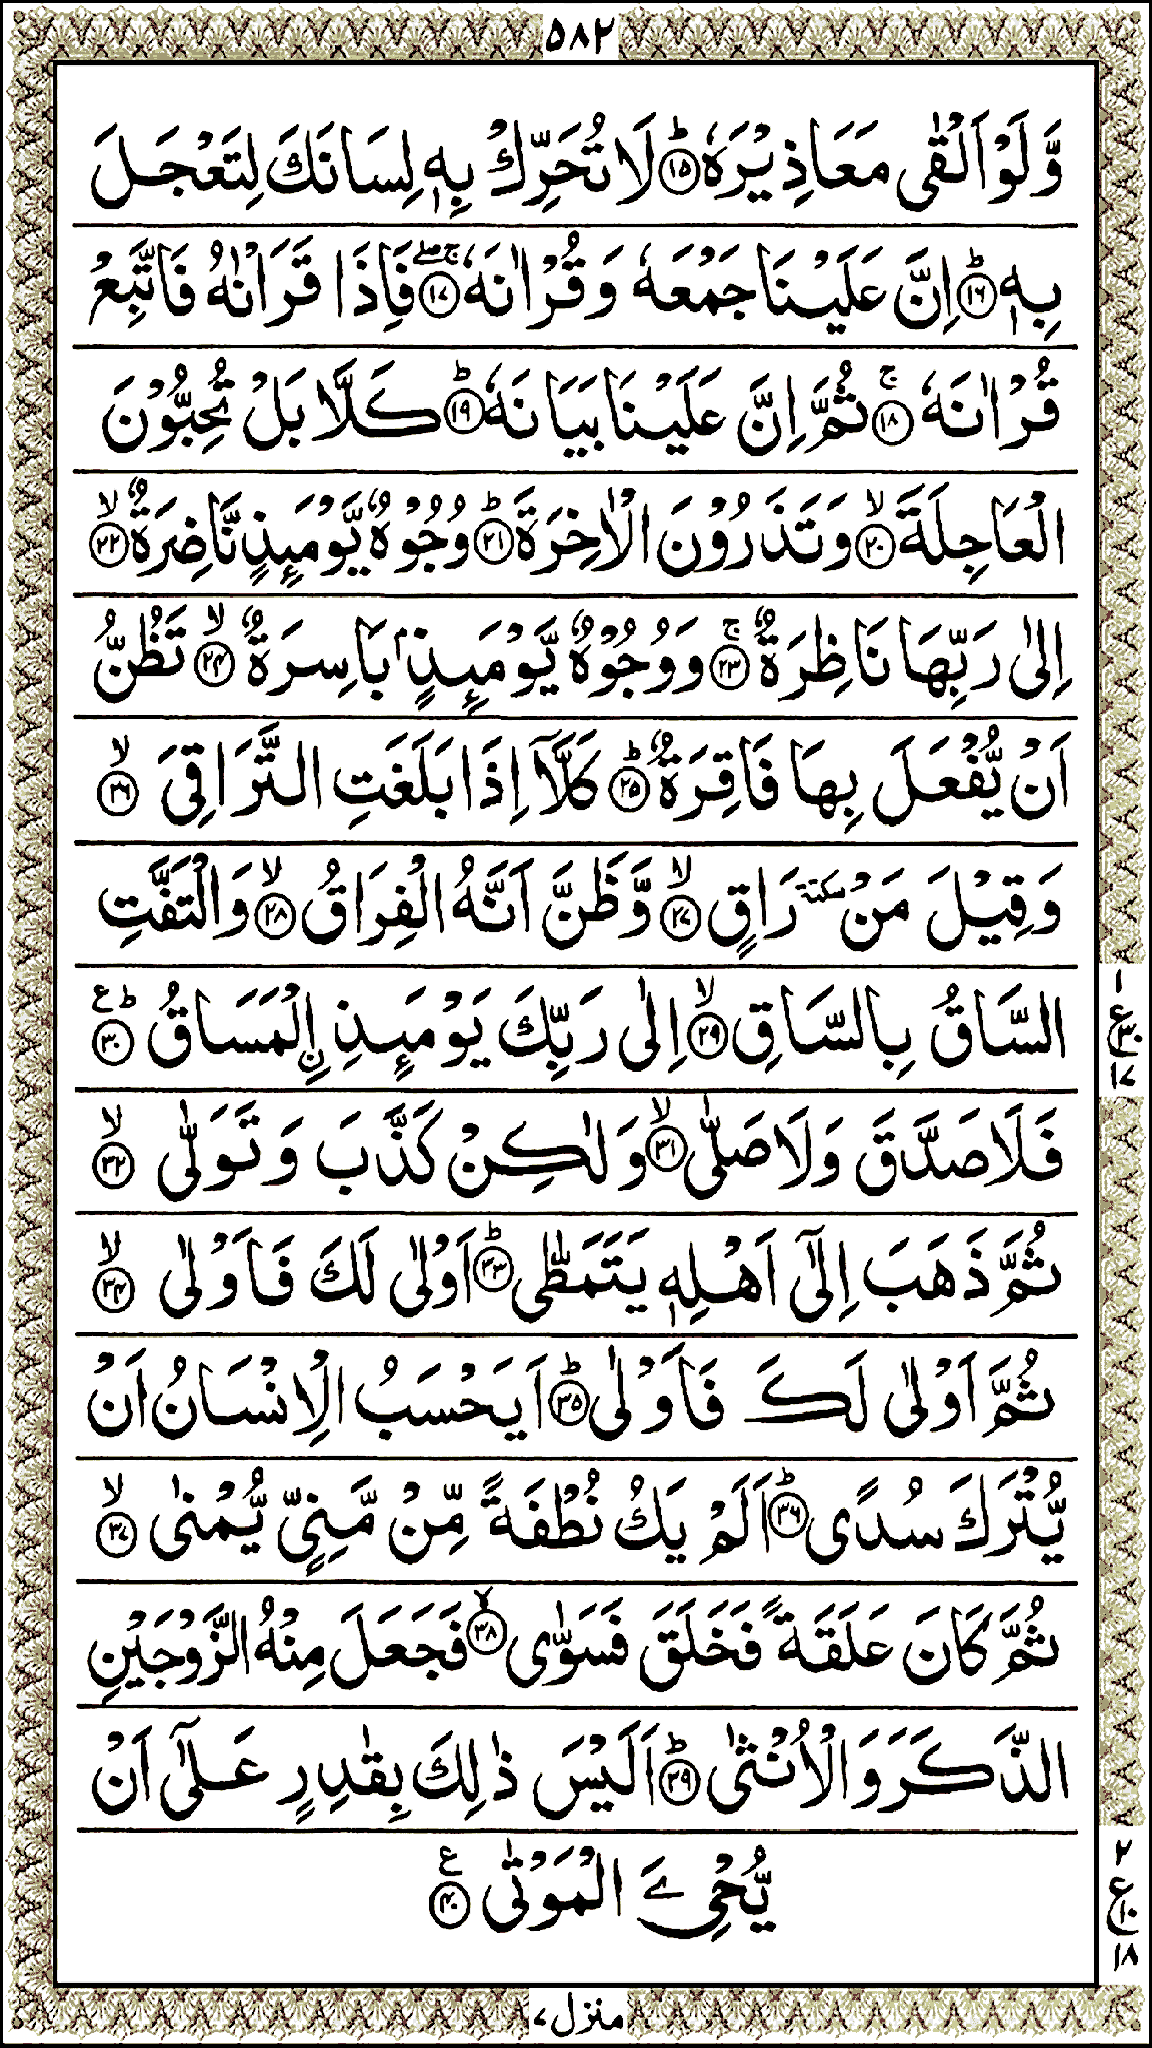 ٥٨٢
وَّلَوْ اَلْقٰى مَعَاذِيْرَهٗ ؕ﴿۱۵﴾ لَا تُحَرِّكْ بِهٖ لِسَانَكَ لِتَعْجَلَ
بِهٖ ؕ﴿۱۶﴾ اِنَّ عَلَيْنَا جَمْعَهٗ وَ قُرْاٰنَهٗ ۚۖ﴿۱۷﴾ فَاِذَا قَرَاْنٰهُ فَاتَّبِعْ
قُرْاٰنَهٗ ۚ﴿۱۸﴾ ثُمَّ اِنَّ عَلَيْنَا بَيَانَهٗ ؕ﴿۱۹﴾ كَلَّا بَلْ تُحِبُّوْنَ
الْعَاجِلَةَ ۙ﴿۲۰﴾ وَ تَذَرُوْنَ الْاٰخِرَةَ ؕ﴿۲۱﴾ وُجُوْهٌ يَّوْمَىِٕذٍ نَّاضِرَةٌ ۙ﴿۲۲﴾
اِلٰى رَبِّهَا نَاظِرَةٌ ۚ﴿۲۳﴾ وَ وُجُوْهٌ يَّوْمَىِٕذٍۭ بَاسِرَةٌ ۙ﴿۲۴﴾ تَظُنُّ
اَنْ يُّفْعَلَ بِهَا فَاقِرَةٌ ؕ﴿۲۵﴾ كَلَّاۤ اِذَا بَلَغَتِ التَّرَاقِيَ ۙ﴿۲۶﴾
وَ قِيْلَ مَنْ ٚ سكتة رَاقٍ ۙ﴿۲۷﴾ وَّ ظَنَّ اَنَّهُ الْفِرَاقُ ۙ﴿۲۸﴾ وَ الْتَفَّتِ
السَّاقُ بِالسَّاقِ ۙ﴿۲۹﴾ اِلٰى رَبِّكَ يَوْمَىِٕذِ ِ۟الْمَسَاقُ ؕ۠﴿۳۰﴾
فَلَا صَدَّقَ وَ لَا صَلّٰى ۙ﴿۳۱﴾ وَ لٰكِنْ كَذَّبَ وَ تَوَلّٰى ۙ﴿۳۲﴾
ثُمَّ ذَهَبَ اِلٰۤى اَهْلِهٖ يَتَمَطّٰى ؕ﴿۳۳﴾ اَوْلٰى لَكَ فَاَوْلٰى ۙ﴿۳۴﴾
ثُمَّ اَوْلٰى لَكَ فَاَوْلٰى ؕ﴿۳۵﴾ اَيَحْسَبُ الْاِنْسَانُ اَنْ
يُّتْرَكَ سُدًى ؕ﴿۳۶﴾ اَلَمْ يَكُ نُطْفَةً مِّنْ مَّنِيٍّ يُّمْنٰى ۙ﴿۳۷﴾
ثُمَّ كَانَ عَلَقَةً فَخَلَقَ فَسَوّٰى ۙ﴿۳۸﴾ فَجَعَلَ مِنْهُ الزَّوْجَيْنِ
الذَّكَرَ وَ الْاُنْثٰى ؕ﴿۳۹﴾ اَلَيْسَ ذٰلِكَ بِقٰدِرٍ عَلٰۤى اَنْ
يُّحْيِۦَ الْمَوْتٰى ۠﴿۴۰﴾
۱
ع
۳۰
۱۷
۲
ع
۱۰
۱۸
منزل ۷